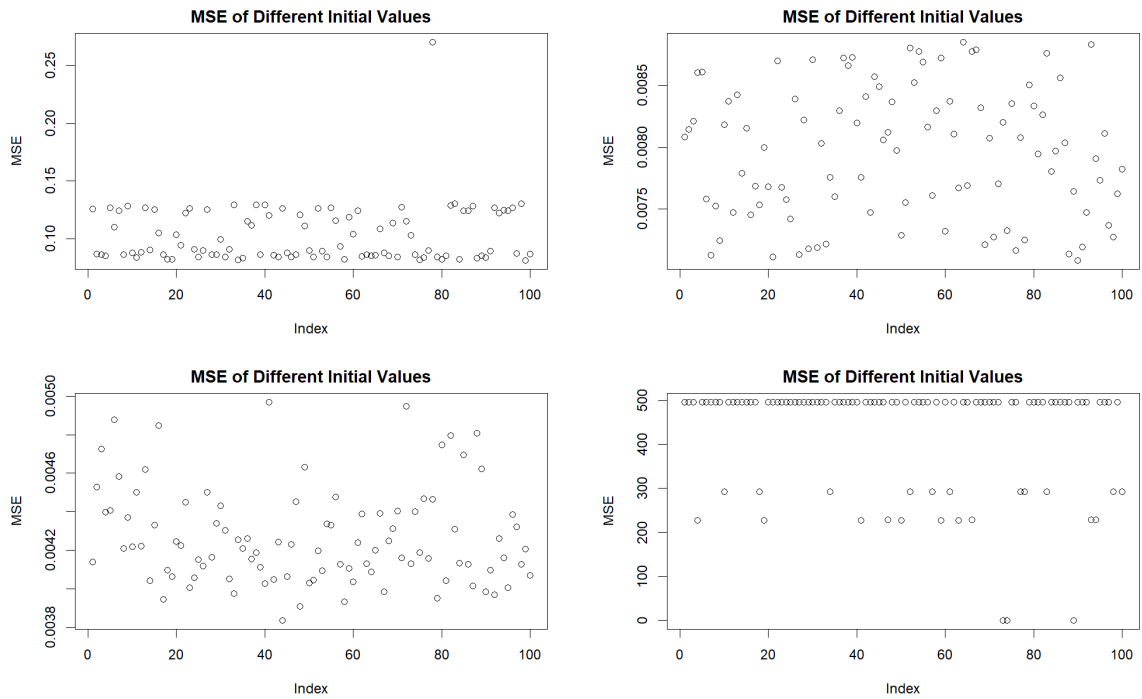 MSE of Different Initial Values
MSE
0.25
0.20
0.15
0.10
0 20 40 60 80 100
Index
MSE of Different Initial Values
MSE
0.0085
0.0080
0.0075
0 20 40 60 80 100
Index
MSE of Different Initial Values
MSE
0.0050
0.0046
0.0042
0.0038
0 20 40 60 80 100
Index
MSE of Different Initial Values
MSE
500
400
300
200
100
0
0 20 40 60 80 100
Index